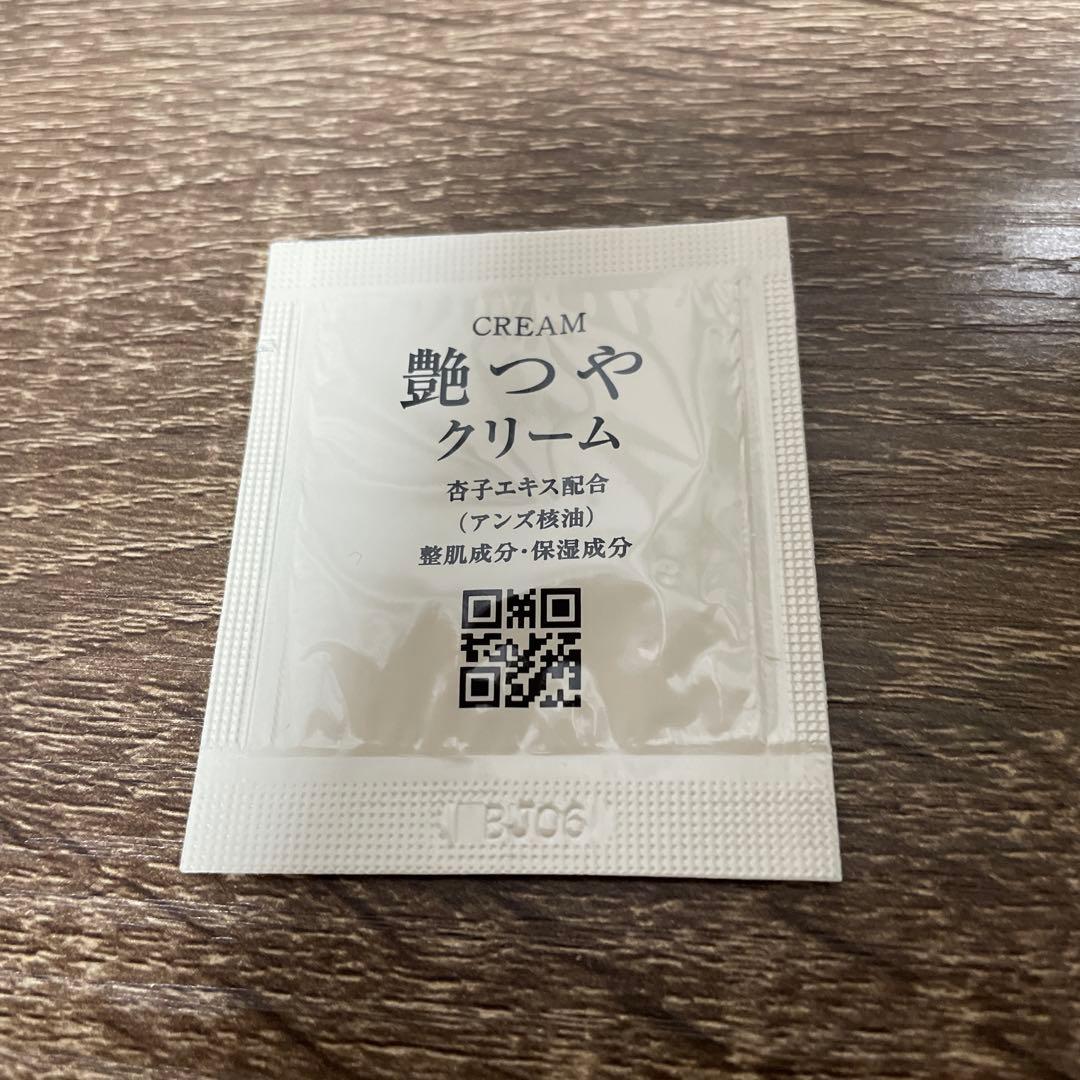 CREAM
艶つや
クリーム
杏子エキス配合
(アンズ核油)
整肌成分・保湿成分
BJ06